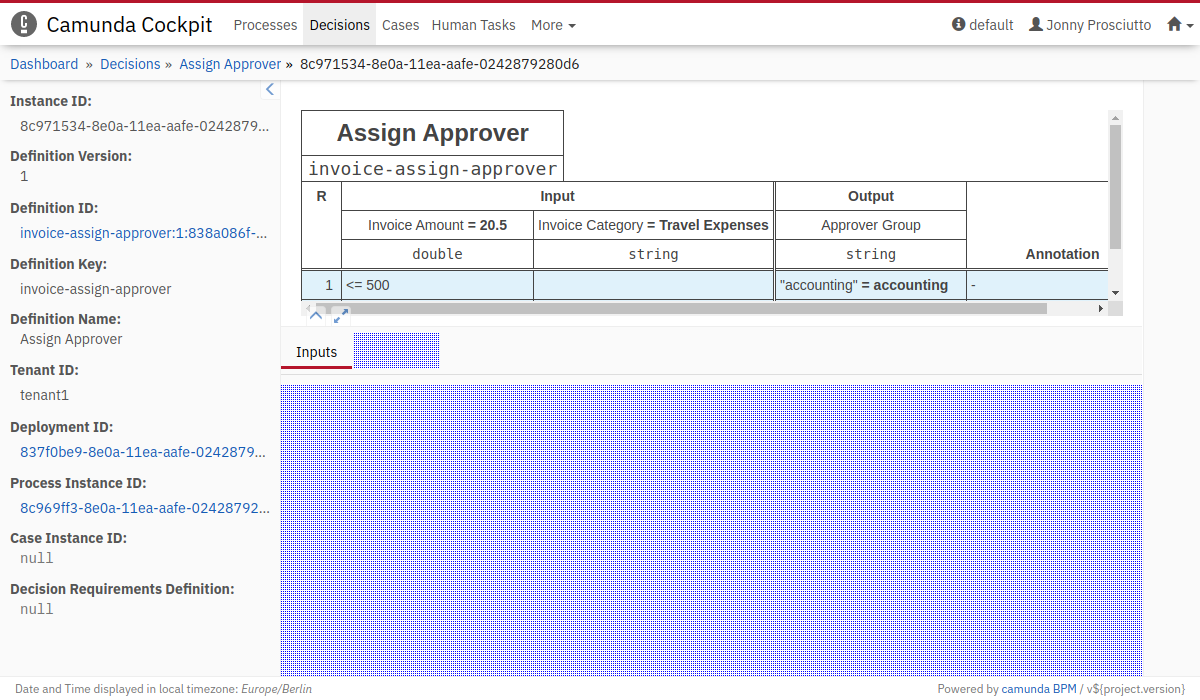 Camunda Cockpit Processes Decisions Cases Human Tasks More default Jonny Prosciutto
Dashboard » Decisions » Assign Approver » 8c971534-8e0a-11ea-aafe-0242879280d6
Instance ID:
8c971534-8e0a-11ea-aafe-0242879...
Definition Version:
1
Definition ID:
invoice-assign-approver:1:838a086f-...
Definition Key:
invoice-assign-approver
Definition Name:
Assign Approver
Tenant ID:
tenant1
Deployment ID:
837f0be9-8e0a-11ea-aafe-0242879...
Process Instance ID:
8c969ff3-8e0a-11ea-aafe-02428792...
Case Instance ID:
null
Decision Requirements Definition:
null
Assign Approver
invoice-assign-approver
R Input Output
Invoice Amount = 20.5 Invoice Category = Travel Expenses Approver Group
double string string Annotation
1 <= 500 "accounting" = accounting -
Inputs
Date and Time displayed in local timezone: Europe/Berlin Powered by camunda BPM / v${project.version}